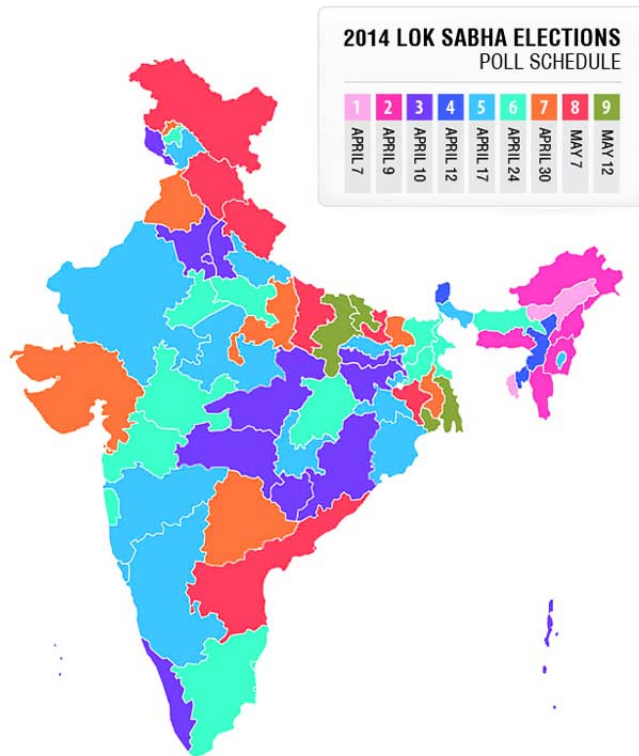 2014 LOK SABHA ELECTIONS
POLL SCHEDULE
1 2 3 4 5 6 7 8 9
APRIL 7
APRIL 9
APRIL 10
APRIL 12
APRIL 17
APRIL 24
APRIL 30
MAY 7
MAY 12